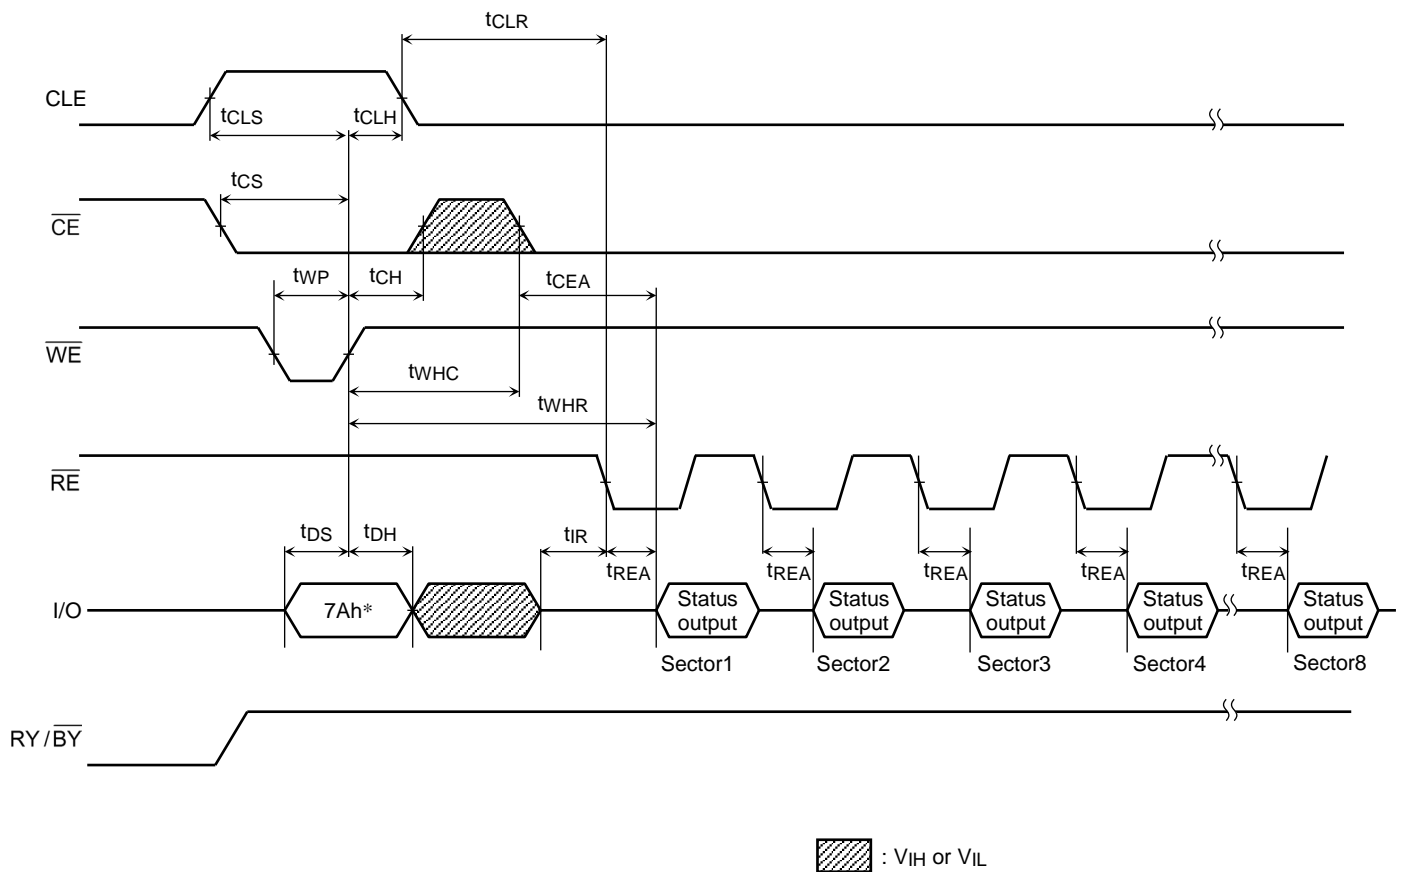 tCLR
CLE
tCLS
tCLH
tCS
CE
tWP
tCH
tCEA
WE
tWHC
tWHR
RE
tDS
tDH
tIR
tREA
tREA
tREA
tREA
tREA
I/O
7Ah*
Status
output
Status
output
Status
output
Status
output
Status
output
Sector1
Sector2
Sector3
Sector4
Sector8
RY/BY
: VIH or VIL